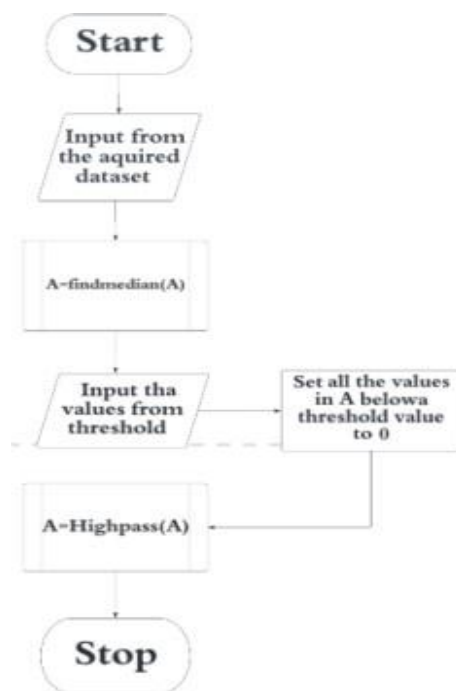 Start
Input from
the aquired
dataset
A=findmedian(A)
Input tha
values from
threshold
Set all the values
in A belowa
threshold value
to 0
A=Highpass(A)
Stop